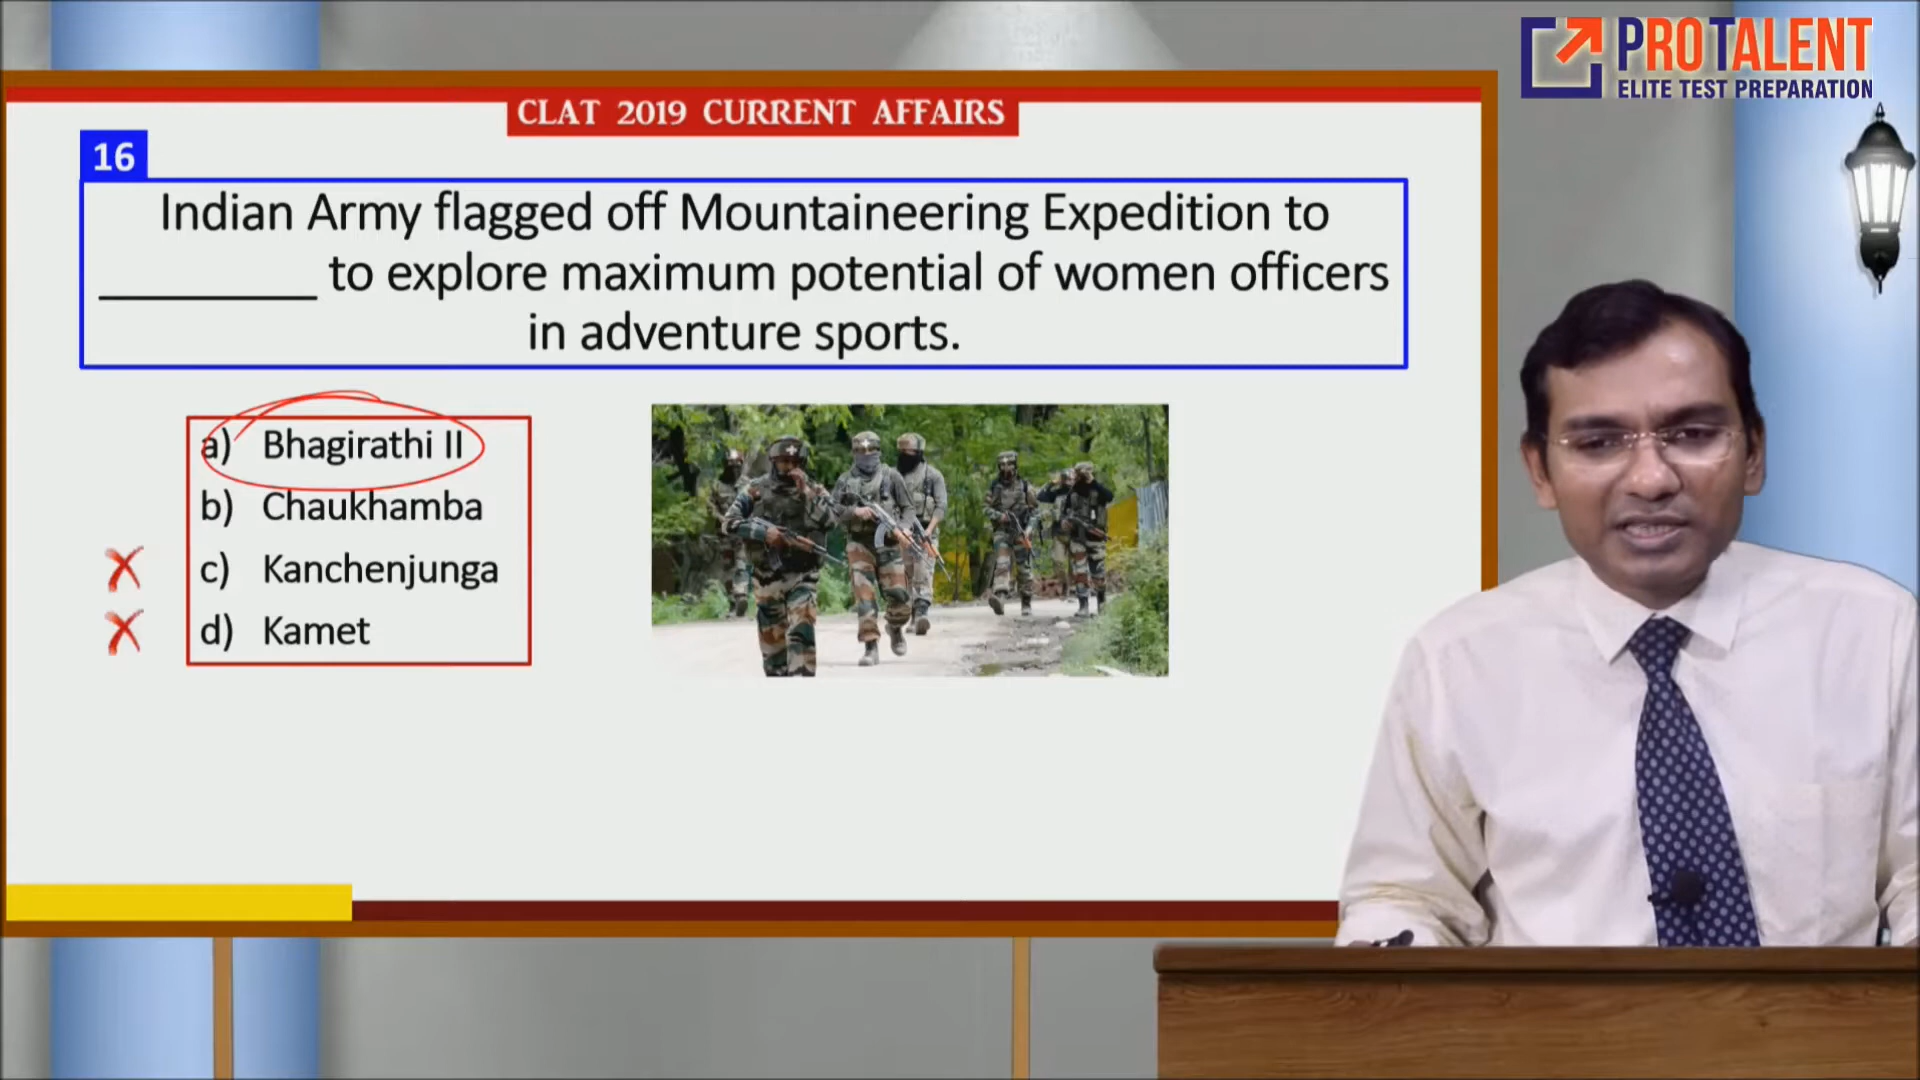 PROTALENT
ELITE TEST PREPARATION
CLAT 2019 CURRENT AFFAIRS
16
Indian Army flagged off Mountaineering Expedition to
_________ to explore maximum potential of women officers
in adventure sports.
a) Bhagirathi II
b) Chaukhamba
c) Kanchenjunga
d) Kamet